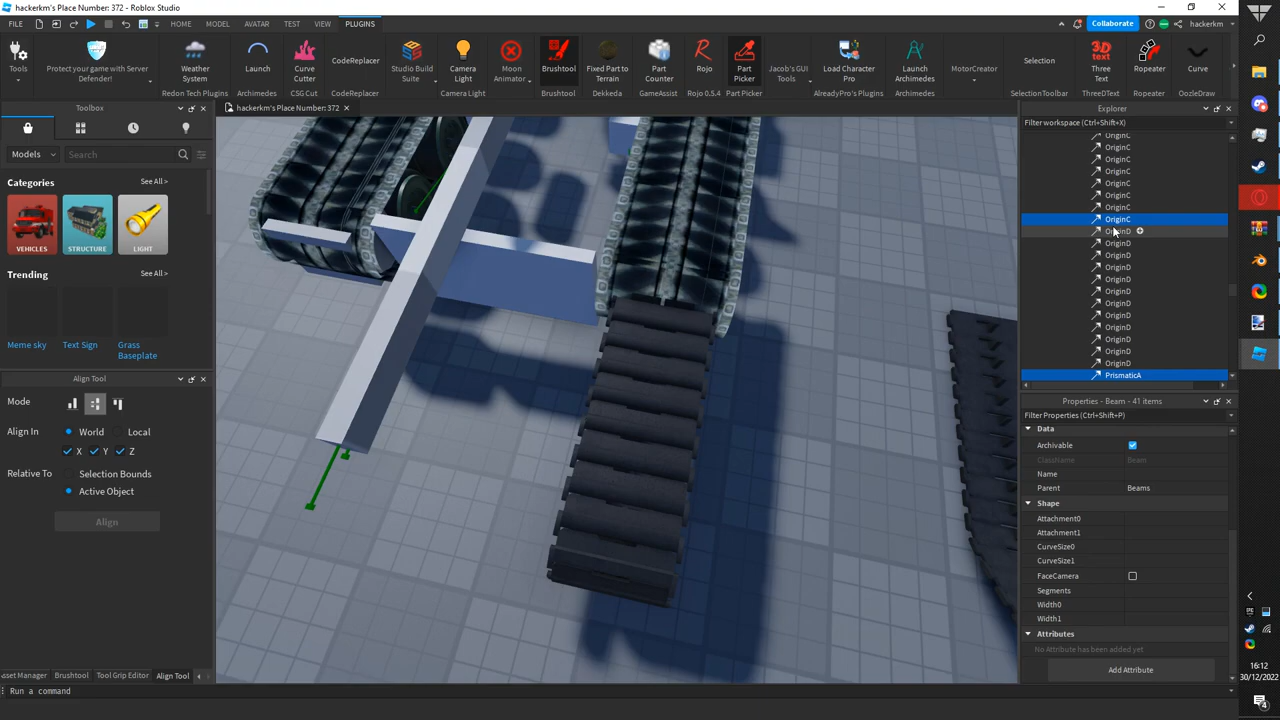 hackerkm's Place Number: 372 - Roblox Studio
FILE HOME MODEL AVATAR TEST VIEW PLUGINS Collaborate hackerkm
Tools
Protect your game with Server Defender!
Weather System
Launch
Curve Cutter
CodeReplacer
Studio Build Suite
Camera Light
Moon Animator
Brushtool
Fixed Part to Terrain
Part Counter
Rojo
Part Picker
Jacob's GUI Tools
Load Character Pro
Launch Archimedes
MotorCreator
Selection
Three Text
Repeater
Curve
Redon Tech Plugins Archimedes CSG Cut CodeReplacer Camera Light Brushtool Dekkeda GameAssist Rojo 0.5.4 Part Picker AlreadyPro's Plugins Archimedes SelectionToolbar ThreeDText Repeater OozleDraw
Toolbox
hackerkm's Place Number: 372
Explorer
Filter workspace (Ctrl+Shift+X)
Models Search
Categories See All >
VEHICLES STRUCTURE LIGHT
Trending See All >
Meme sky Text Sign Grass Baseplate
Align Tool
Mode
Align In World Local
X Y Z
Relative To Selection Bounds
Active Object
Align
OriginC
OriginC
OriginC
OriginC
OriginC
OriginC
OriginC
OriginC
OriginD
OriginD
OriginD
OriginD
OriginD
OriginD
OriginD
OriginD
OriginD
OriginD
OriginD
OriginD
PrismaticA
Properties - Beam - 41 items
Filter Properties (Ctrl+Shift+P)
Data
Archivable
ClassName Beam
Name
Parent Beams
Shape
Attachment0
Attachment1
CurveSize0
CurveSize1
FaceCamera
Segments
Width0
Width1
Attributes
No Attribute has been added yet
Add Attribute
asset Manager Brushtool Tool Grip Editor Align Tool
Run a command
16:12
30/12/2022